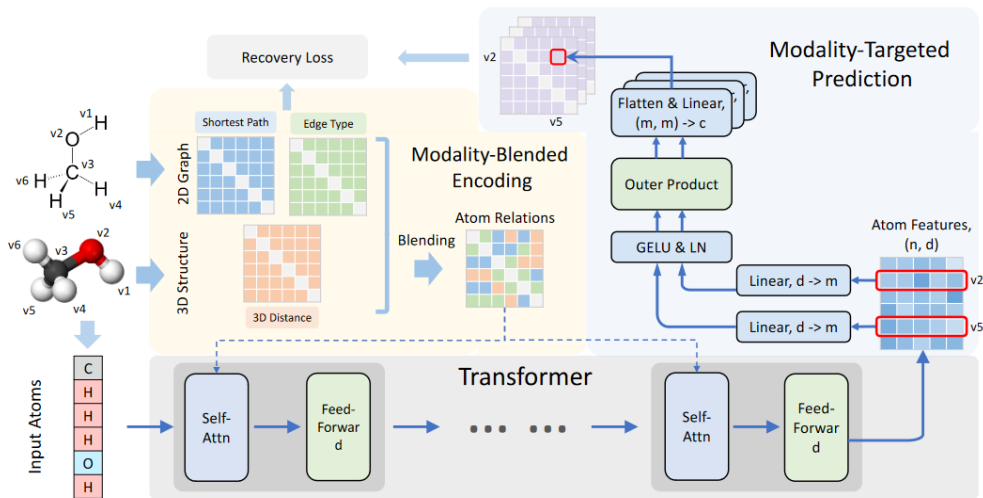 Recovery Loss
v2
v5
Modality-Targeted
Prediction
Flatten & Linear,
(m, m) -> c
Outer Product
GELU & LN
Linear, d -> m
Linear, d -> m
Atom Features,
(n, d)
v2
v5
v1
H
v2
O
v3
C
H
v6
H
H
v5
v4
v6
v3
v2
v1
v5
v4
2D Graph
Shortest Path
Edge Type
3D Structure
3D Distance
Modality-Blended
Encoding
Blending
Atom Relations
Input Atoms
C
H
H
H
O
H
Transformer
Self-
Attn
Feed-
Forwar
d
... ...
Self-
Attn
Feed-
Forwar
d